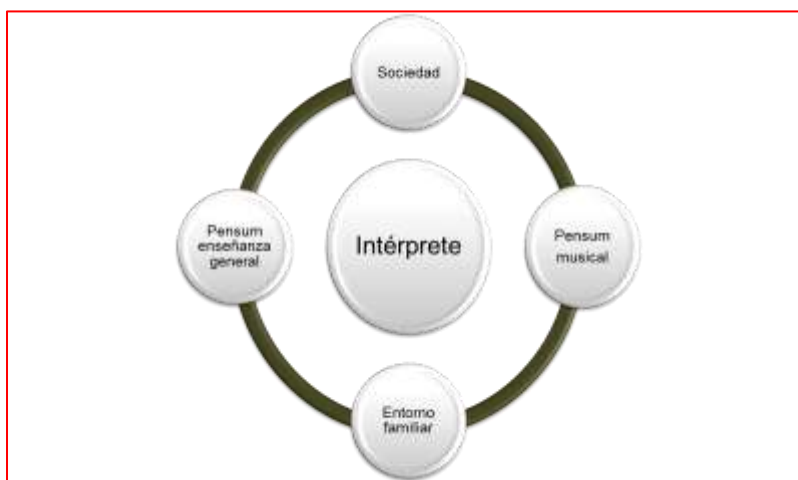 Sociedad
Pensum
enseñanza
general
Intérprete
Pensum
musical
Entorno
familiar